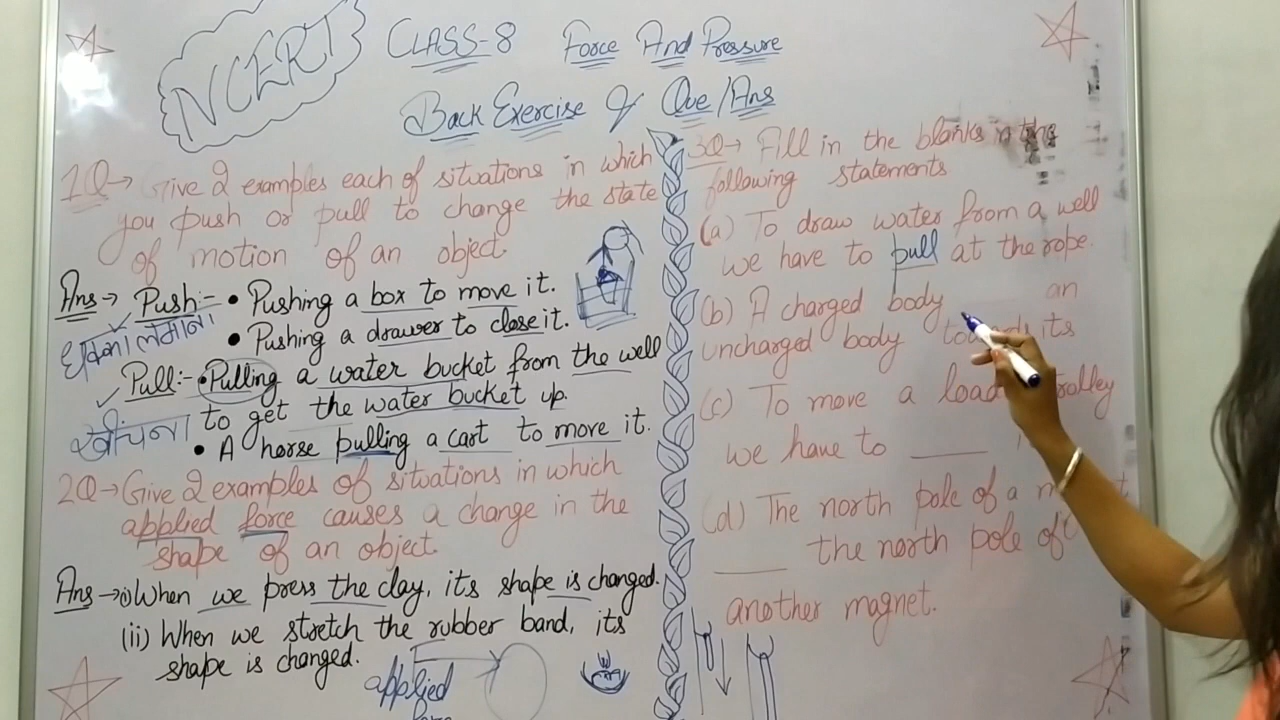 NCERT
CLASS-8 Force And Pressure
Back Exercise of Que/Ans
1Q→ Give 2 examples each of situations in which
you push or pull to change the state
of motion of an object.
Ans→ Push:- • Pushing a box to move it.
• Pushing a drawer to close it.
Pull:- • Pulling a water bucket from the well
to get the water bucket up.
खींचना
• A horse pulling a cart to move it.
2Q→ Give 2 examples of situations in which
applied force causes a change in the
shape of an object.
Ans→ (i) When we press the clay, its shape is changed.
(ii) When we stretch the rubber band, its
shape is changed.
applied
3Q→ Fill in the blanks in the
following statements
(a) To draw water from a well
we have to pull at the rope.
(b) A charged body an
uncharged body its
(c) To move a
we have to ____
(d) The north pole of a
____ the north pole of
another magnet.